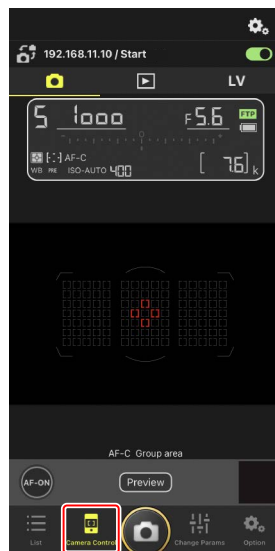 192.168.11.10 / Start
LV
S 1000 F5.6 FTP
AF-C
WB PRE ISO-AUTO 400 [ 7.6] k
AF-C Group area
AF-ON Preview
List Camera Control Change Params Option